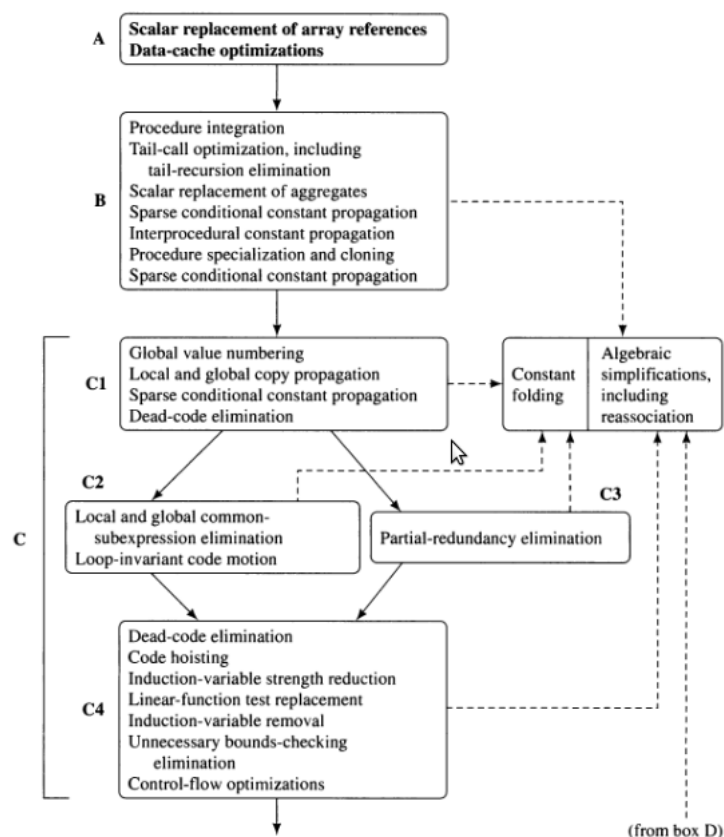 A
Scalar replacement of array references
Data-cache optimizations
B
Procedure integration
Tail-call optimization, including
tail-recursion elimination
Scalar replacement of aggregates
Sparse conditional constant propagation
Interprocedural constant propagation
Procedure specialization and cloning
Sparse conditional constant propagation
C
C1
Global value numbering
Local and global copy propagation
Sparse conditional constant propagation
Dead-code elimination
Constant
folding
Algebraic
simplifications,
including
reassociation
C2
Local and global common-
subexpression elimination
Loop-invariant code motion
C3
Partial-redundancy elimination
C4
Dead-code elimination
Code hoisting
Induction-variable strength reduction
Linear-function test replacement
Induction-variable removal
Unnecessary bounds-checking
elimination
Control-flow optimizations
(from box D)